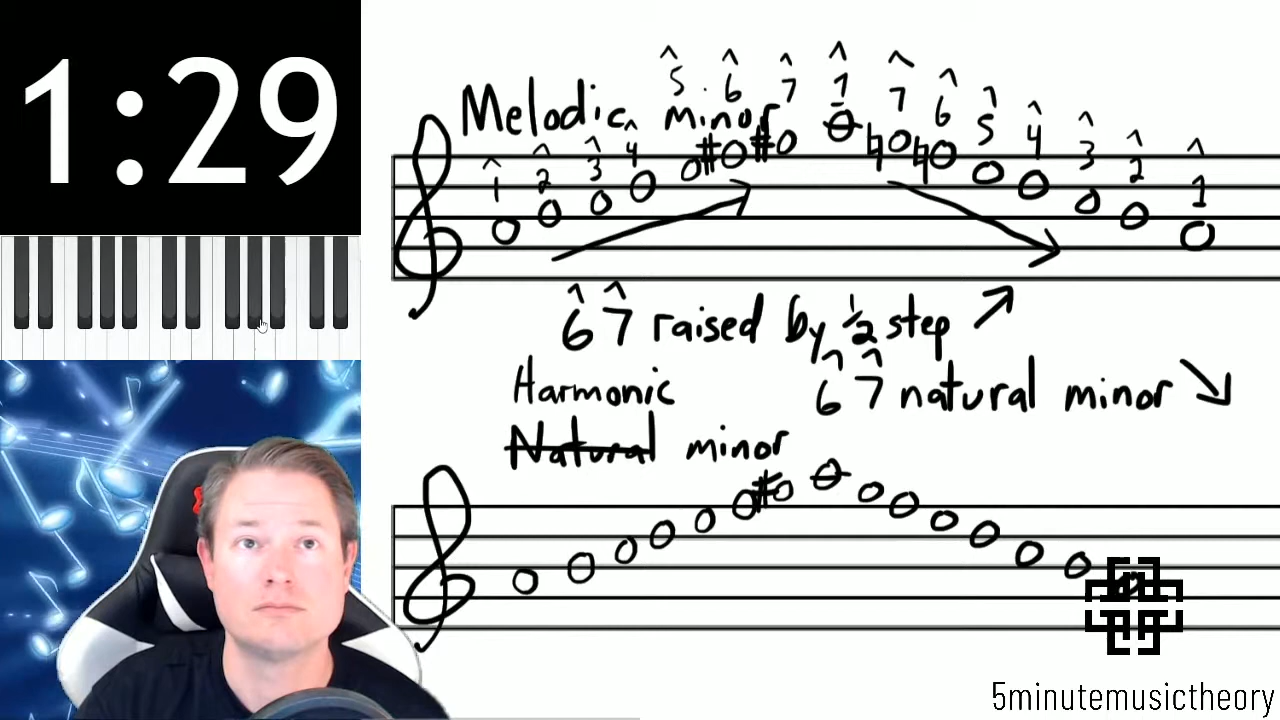 1:29
^5 ^6 ^7 ^1 ^7 ^6 ^5 ^4 ^3 ^2 ^1
Melodic minor
^1 ^2 ^3 ^4
^6 ^7 raised by ½ step ↗
^6 ^7 natural minor ↘
Harmonic
Natural minor
5minutemusictheory